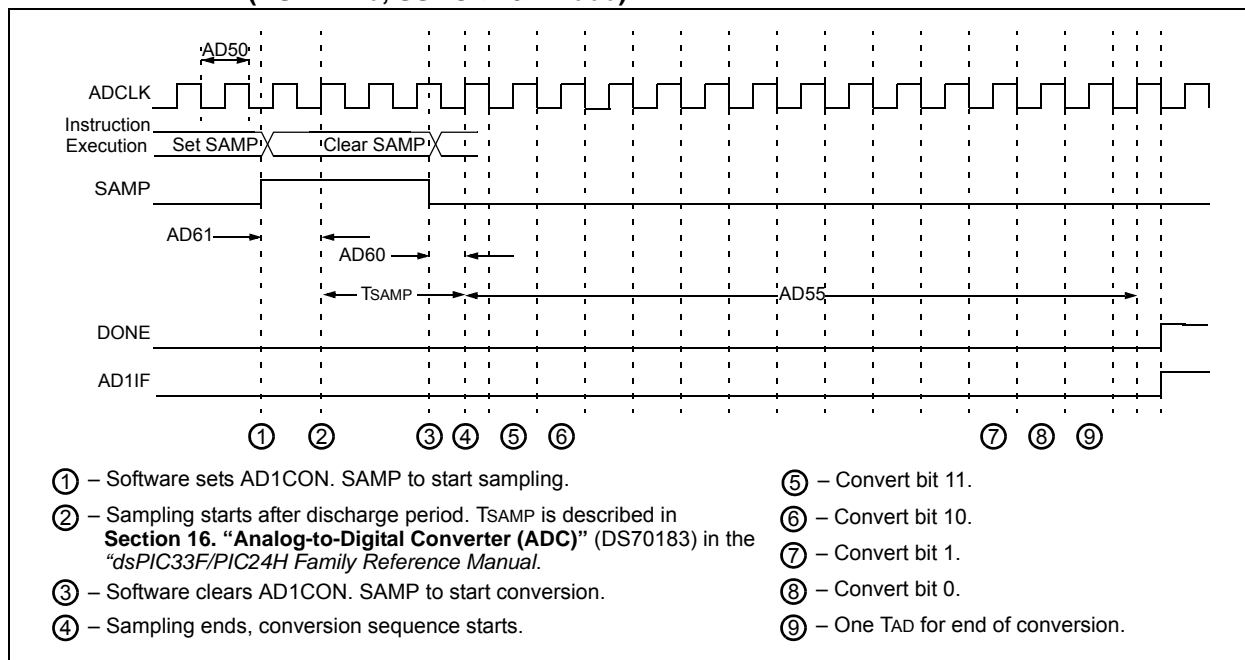 AD50
ADCLK
Instruction
Execution
Set SAMP
Clear SAMP
SAMP
AD61
AD60
TSAMP
AD55
DONE
AD1IF
1 2 3 4 5 6 7 8 9
1 – Software sets AD1CON. SAMP to start sampling.
2 – Sampling starts after discharge period. TSAMP is described in
Section 16. “Analog-to-Digital Converter (ADC)” (DS70183) in the
“dsPIC33F/PIC24H Family Reference Manual.
3 – Software clears AD1CON. SAMP to start conversion.
4 – Sampling ends, conversion sequence starts.
5 – Convert bit 11.
6 – Convert bit 10.
7 – Convert bit 1.
8 – Convert bit 0.
9 – One TAD for end of conversion.